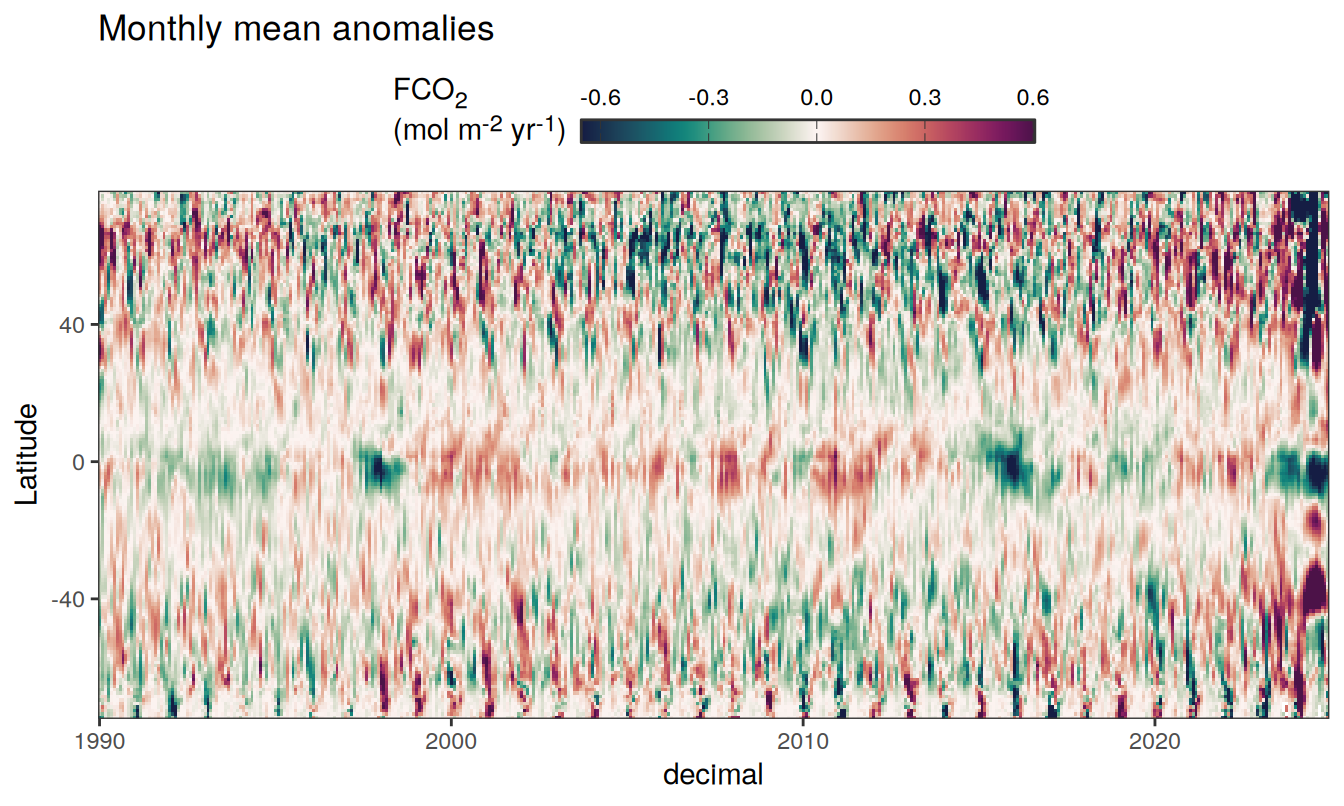 Monthly mean anomalies
FCO₂
(mol m⁻² yr⁻¹)
-0.6 -0.3 0.0 0.3 0.6
Latitude
40
0
-40
1990 2000 2010 2020
decimal